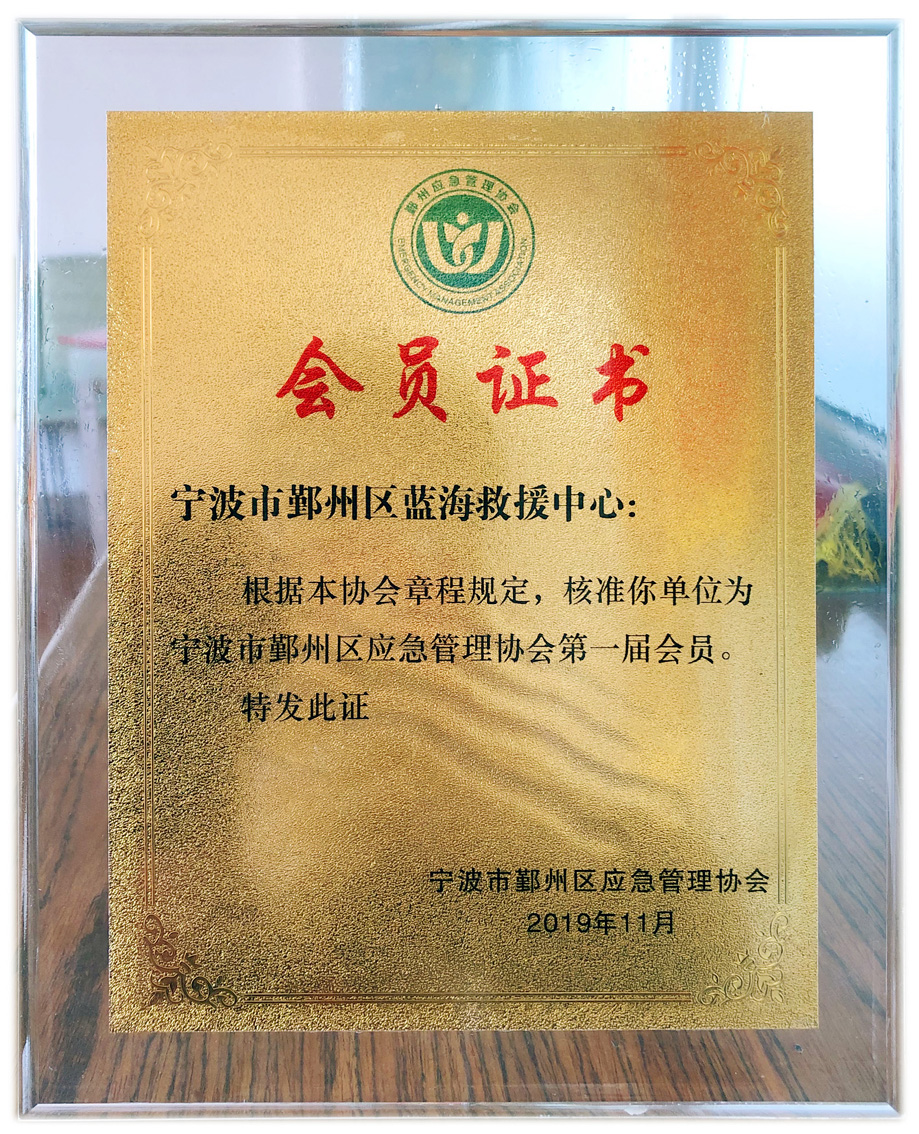 鄞州应急管理协会
EMERGENCY MANAGEMENT ASSOCIATION
会员证书
宁波市鄞州区蓝海救援中心:
根据本协会章程规定，核准你单位为
宁波市鄞州区应急管理协会第一届会员。
特发此证
宁波市鄞州区应急管理协会
2019年11月